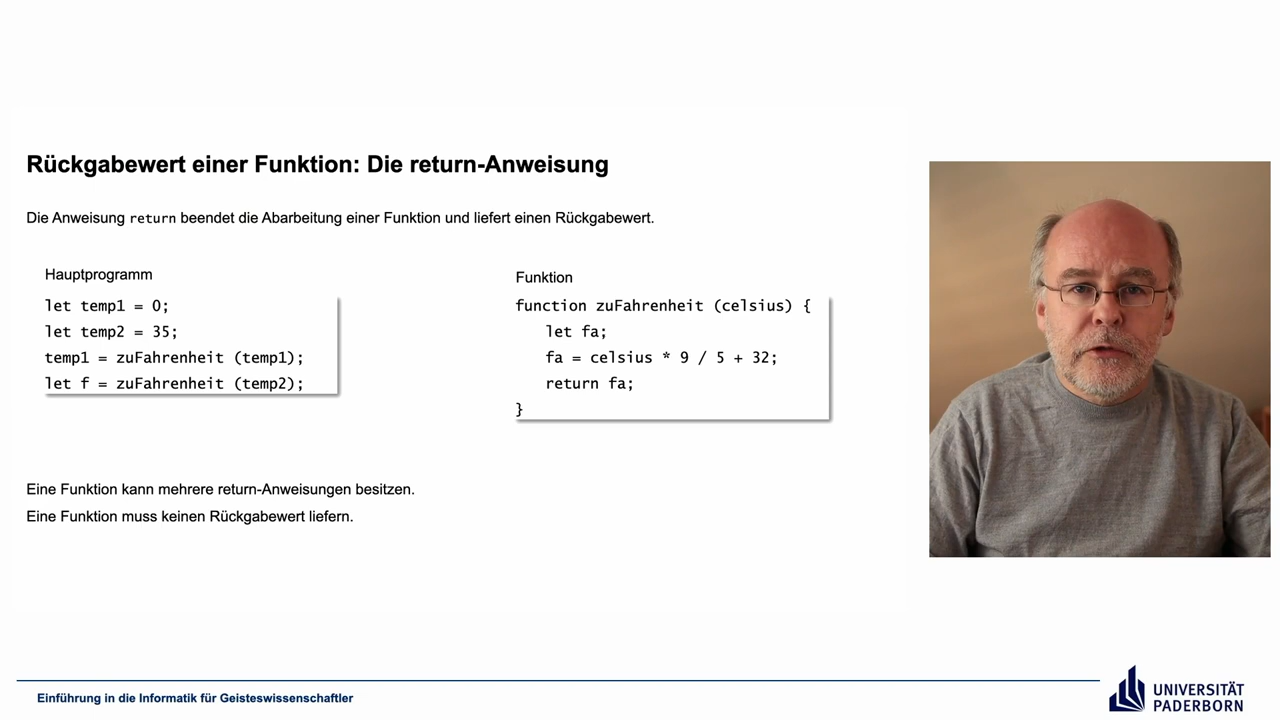 Rückgabewert einer Funktion: Die return-Anweisung
Die Anweisung return beendet die Abarbeitung einer Funktion und liefert einen Rückgabewert.
Hauptprogramm
let temp1 = 0;
let temp2 = 35;
temp1 = zuFahrenheit (temp1);
let f = zuFahrenheit (temp2);
Funktion
function zuFahrenheit (celsius) {
let fa;
fa = celsius * 9 / 5 + 32;
return fa;
}
Eine Funktion kann mehrere return-Anweisungen besitzen.
Eine Funktion muss keinen Rückgabewert liefern.
Einführung in die Informatik für Geisteswissenschaftler
UNIVERSITÄT
PADERBORN